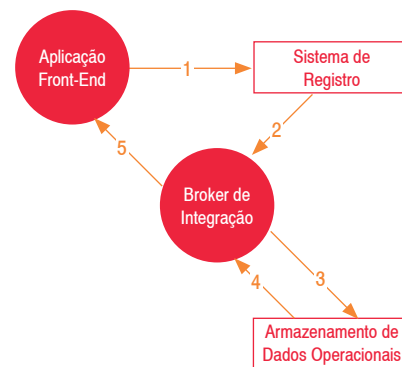 Aplicação
Front-End
1
Sistema de
Registro
2
5
Broker de
Integração
4
3
Armazenamento de
Dados Operacionais